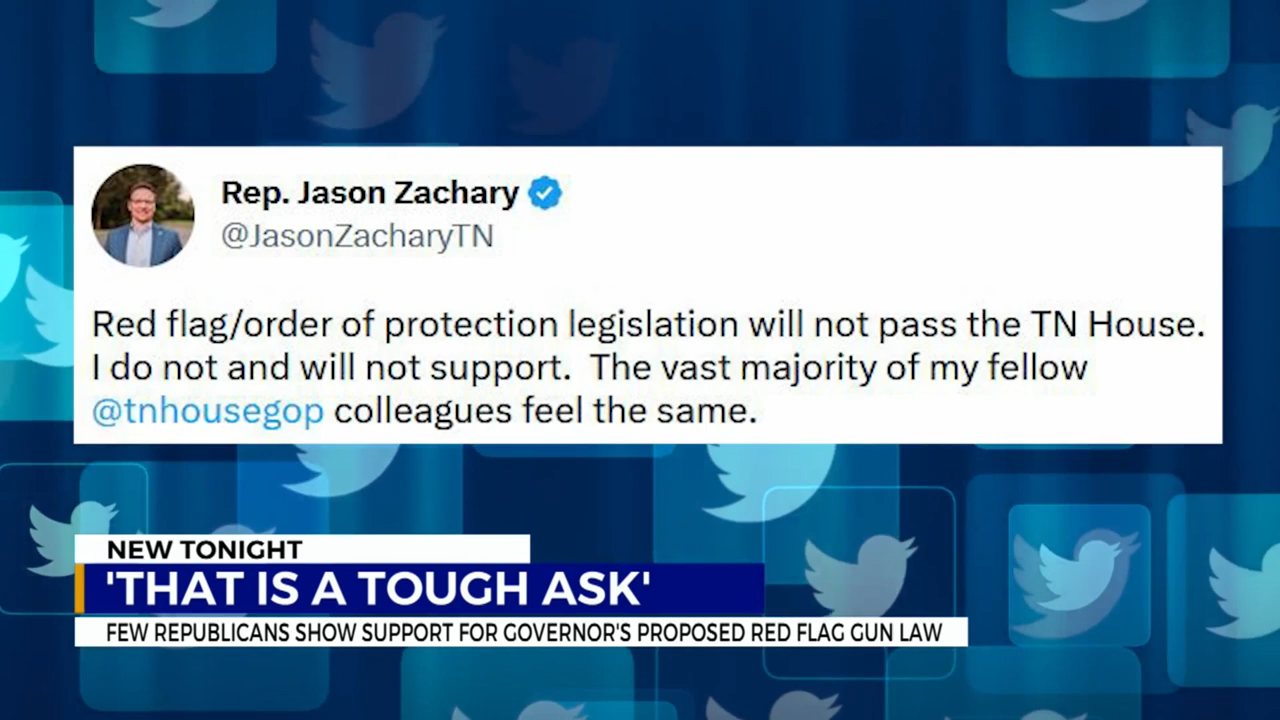 Rep. Jason Zachary
@JasonZacharyTN
Red flag/order of protection legislation will not pass the TN House.
I do not and will not support.  The vast majority of my fellow
@tnhousegop colleagues feel the same.
NEW TONIGHT
'THAT IS A TOUGH ASK'
FEW REPUBLICANS SHOW SUPPORT FOR GOVERNOR'S PROPOSED RED FLAG GUN LAW